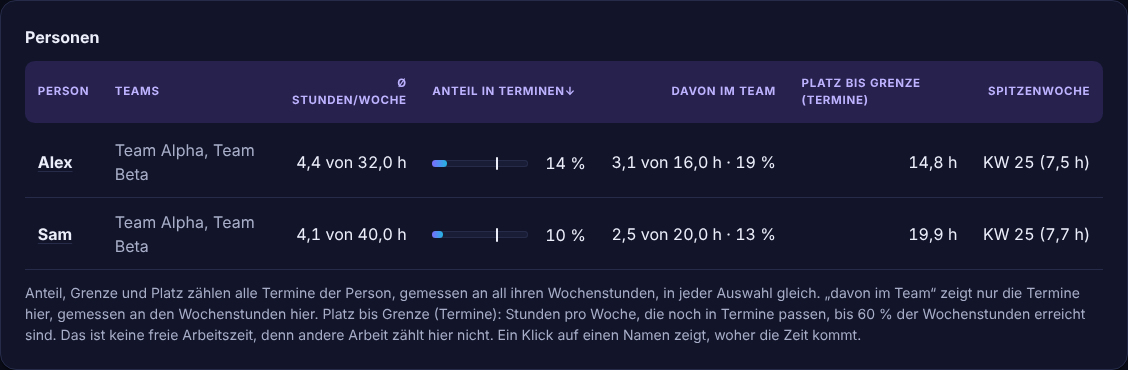 Personen
PERSON TEAMS Ø STUNDEN/WOCHE ANTEIL IN TERMINEN↓ DAVON IM TEAM PLATZ BIS GRENZE (TERMINE) SPITZENWOCHE
Alex Team Alpha, Team Beta 4,4 von 32,0 h 14 % 3,1 von 16,0 h · 19 % 14,8 h KW 25 (7,5 h)
Sam Team Alpha, Team Beta 4,1 von 40,0 h 10 % 2,5 von 20,0 h · 13 % 19,9 h KW 25 (7,7 h)
Anteil, Grenze und Platz zählen alle Termine der Person, gemessen an all ihren Wochenstunden, in jeder Auswahl gleich. „davon im Team“ zeigt nur die Termine
hier, gemessen an den Wochenstunden hier. Platz bis Grenze (Termine): Stunden pro Woche, die noch in Termine passen, bis 60 % der Wochenstunden erreicht
sind. Das ist keine freie Arbeitszeit, denn andere Arbeit zählt hier nicht. Ein Klick auf einen Namen zeigt, woher die Zeit kommt.